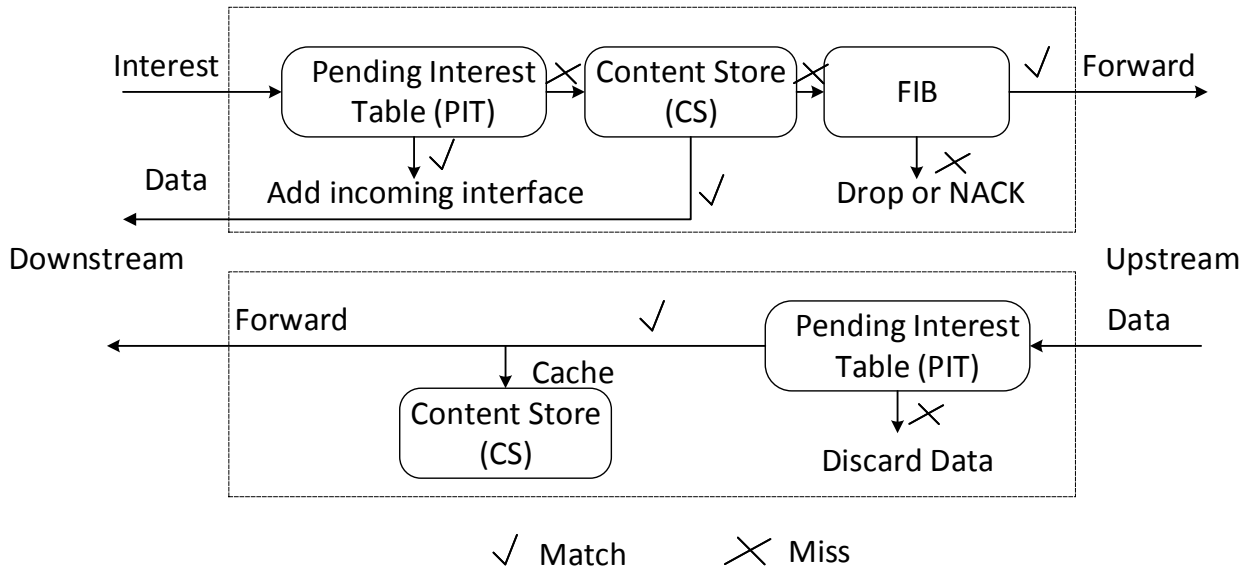 Interest
Pending Interest
Table (PIT)
Content Store
(CS)
FIB
Forward
Data
Add incoming interface
Drop or NACK
Downstream
Upstream
Forward
Pending Interest
Table (PIT)
Data
Cache
Content Store
(CS)
Discard Data
Match
Miss